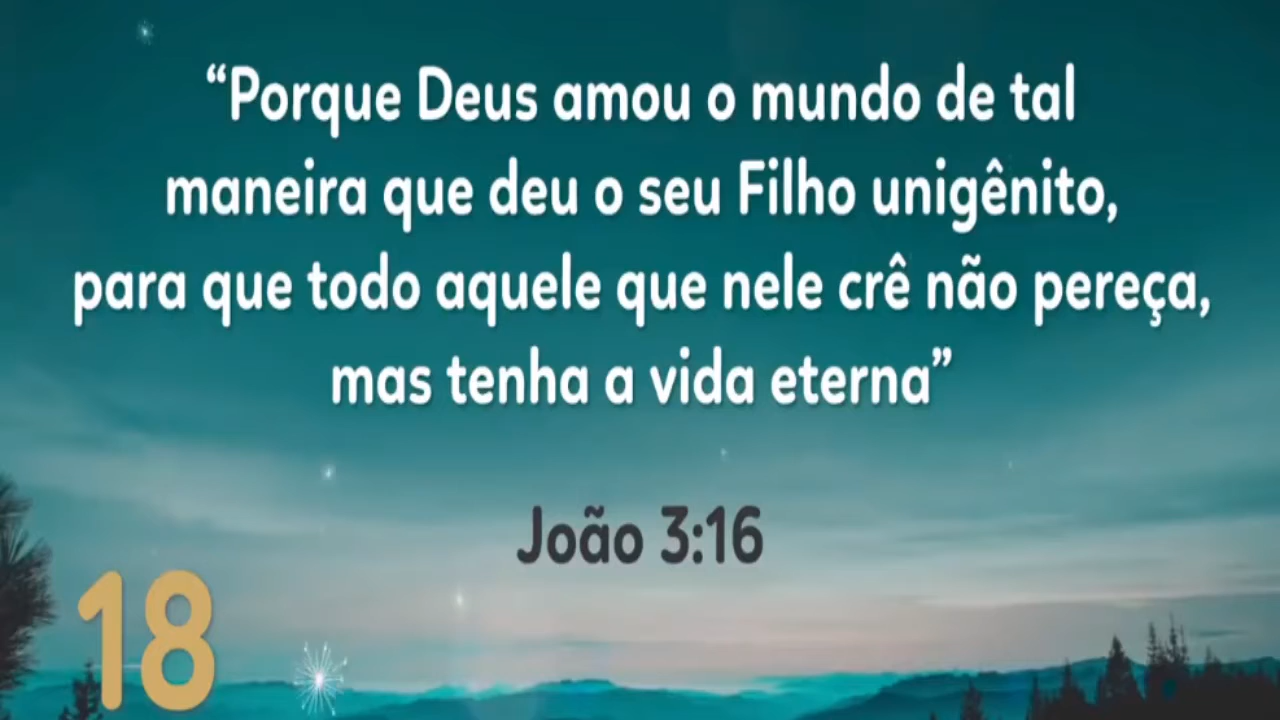 “Porque Deus amou o mundo de tal
maneira que deu o seu Filho unigênito,
para que todo aquele que nele crê não pereça,
mas tenha a vida eterna”
João 3:16
18